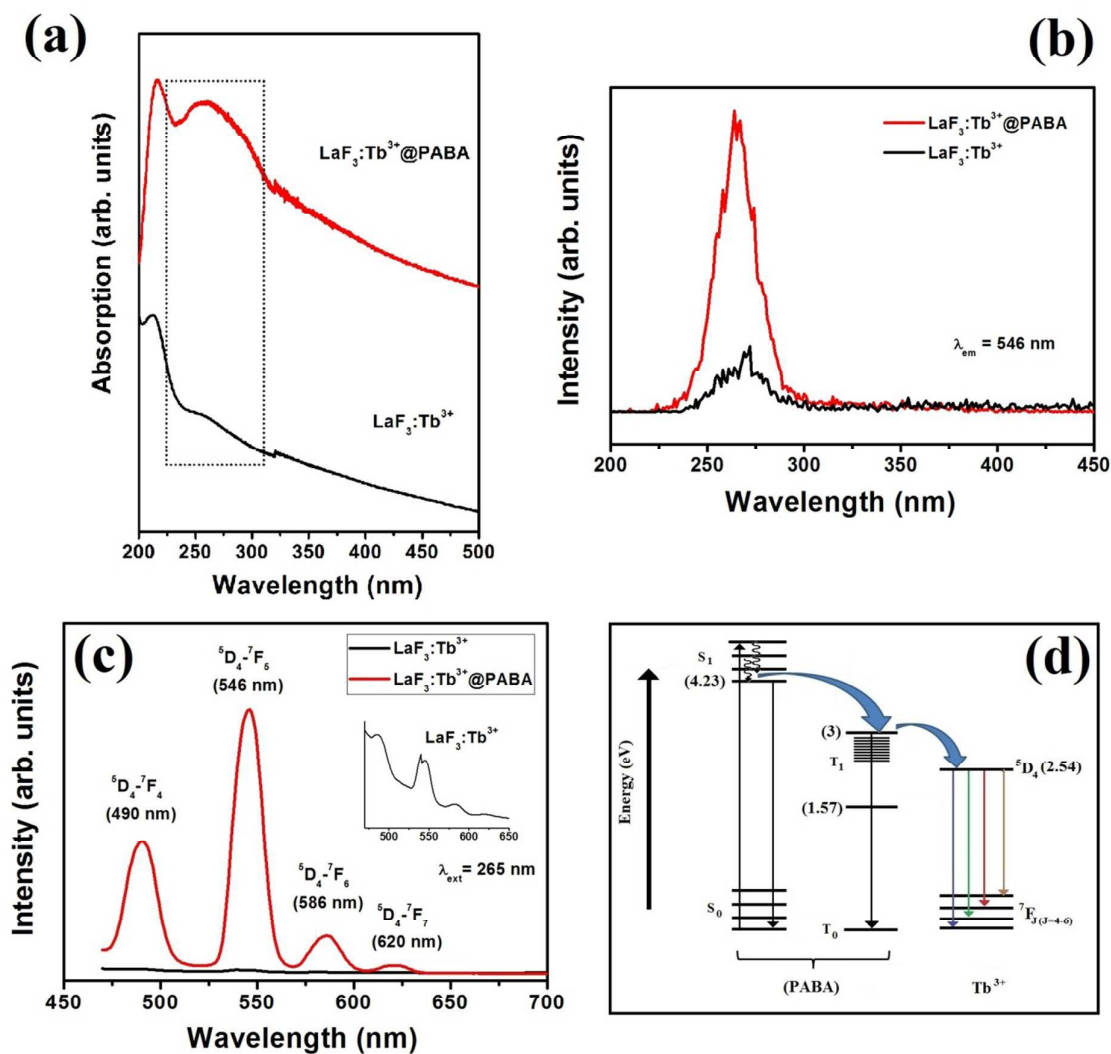 (a)
Absorption (arb. units)
LaF₃:Tb³⁺@PABA
LaF₃:Tb³⁺
200 250 300 350 400 450 500
Wavelength (nm)
(b)
Intensity (arb. units)
LaF₃:Tb³⁺@PABA
LaF₃:Tb³⁺
λem = 546 nm
200 250 300 350 400 450
Wavelength (nm)
(c)
Intensity (arb. units)
LaF₃:Tb³⁺
LaF₃:Tb³⁺@PABA
⁵D₄-⁷F₄
(490 nm)
⁵D₄-⁷F₅
(546 nm)
⁵D₄-⁷F₆
(586 nm)
⁵D₄-⁷F₇
(620 nm)
LaF₃:Tb³⁺
500 550 600 650
λext = 265 nm
450 500 550 600 650 700
Wavelength (nm)
(d)
Energy (eV)
S₁
(4.23)
(3)
T₁
(1.57)
⁵D₄ (2.54)
S₀
T₀
⁷FJ(J-4-6)
(PABA)
Tb³⁺